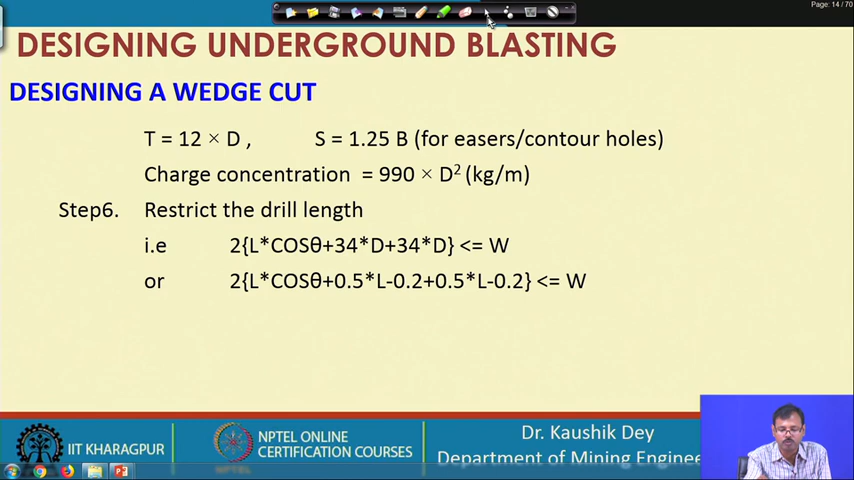 Page: 14 / 70
DESIGNING UNDERGROUND BLASTING
DESIGNING A WEDGE CUT
T = 12 × D , S = 1.25 B (for easers/contour holes)
Charge concentration = 990 × D² (kg/m)
Step6. Restrict the drill length
i.e 2{L*COSθ+34*D+34*D} <= W
or 2{L*COSθ+0.5*L-0.2+0.5*L-0.2} <= W
IIT KHARAGPUR
NPTEL ONLINE
CERTIFICATION COURSES
NPTEL
Dr. Kaushik Dey
Department of Mining Enginee